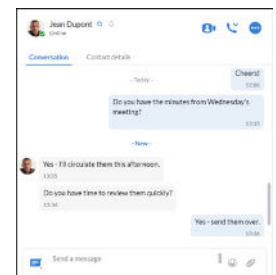 Jean Dupont
Online
Conversation Contact details
- Today -
Cheers!
Do you have the minutes from Wednesday's
meeting?
- New -
Yes - I'll circulate them this afternoon.
Do you have time to review them quickly?
Yes - send them over.
Send a message